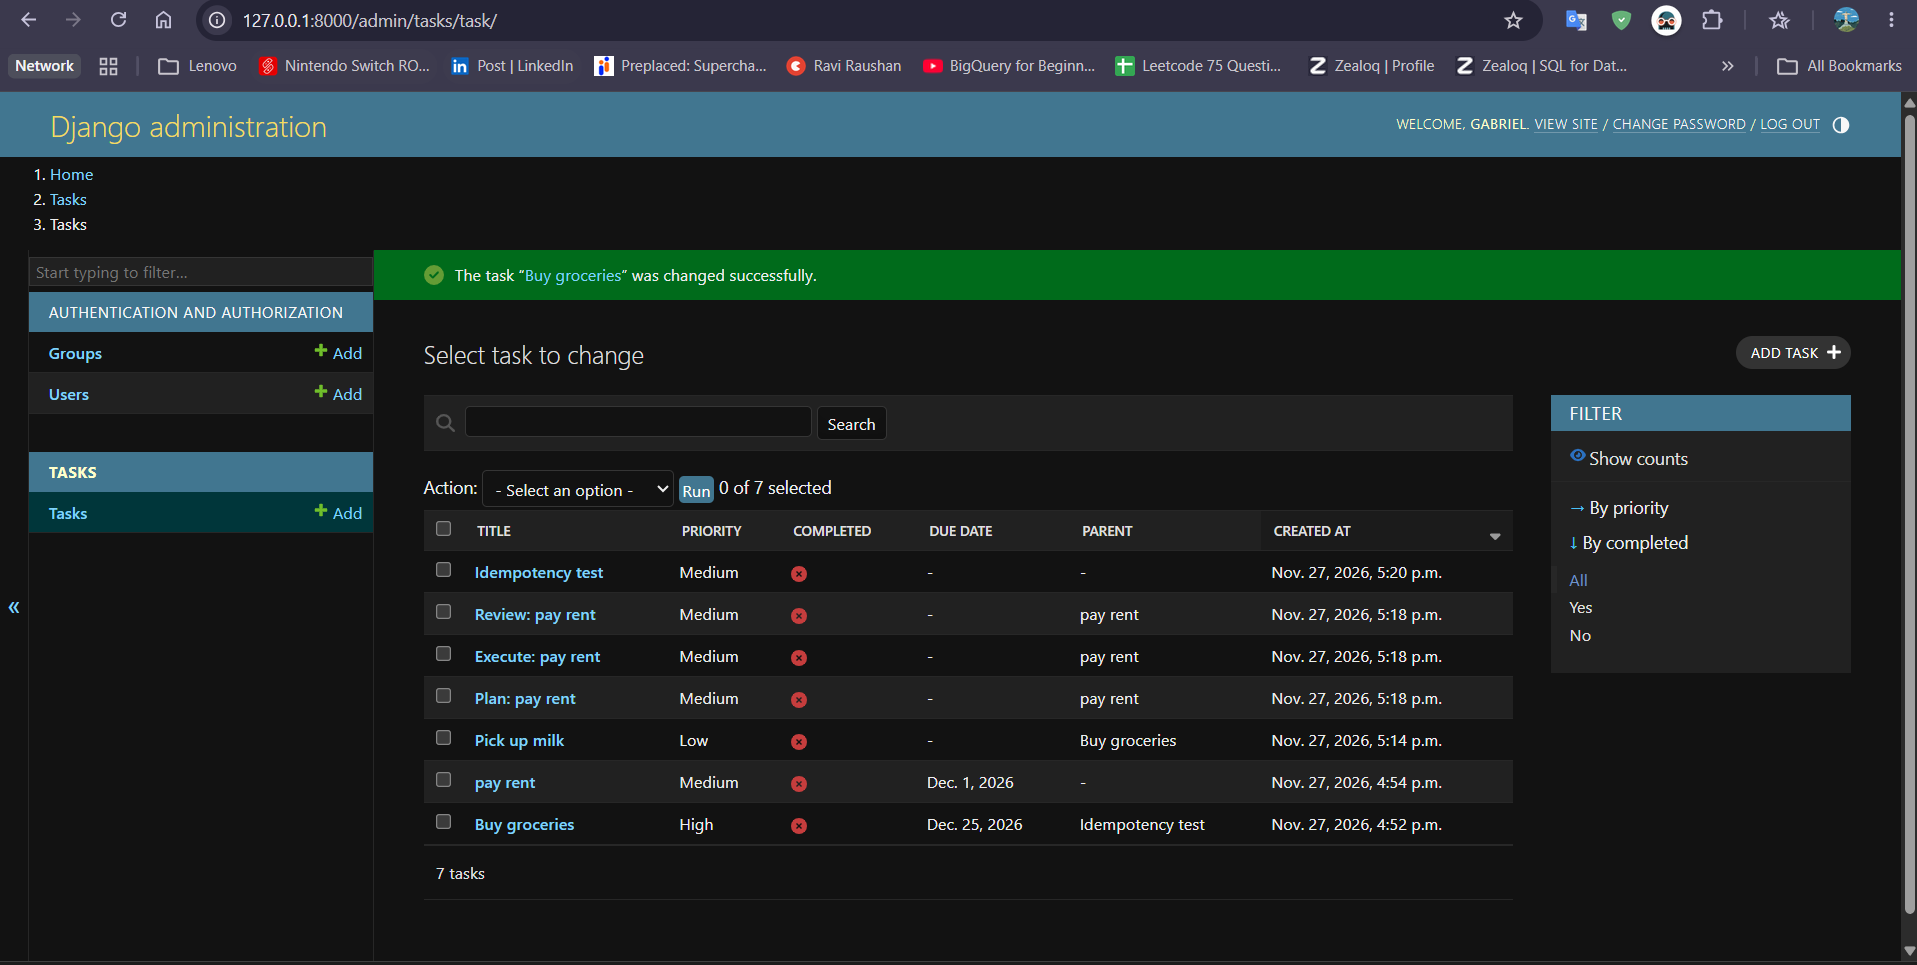 127.0.0.1:8000/admin/tasks/task/
Network Lenovo Nintendo Switch RO... Post | LinkedIn Preplaced: Supercha... Ravi Raushan BigQuery for Beginn... Leetcode 75 Questi... Zealoq | Profile Zealoq | SQL for Dat... » All Bookmarks
Django administration
WELCOME, GABRIEL. VIEW SITE / CHANGE PASSWORD / LOG OUT
1. Home
2. Tasks
3. Tasks
Start typing to filter...
AUTHENTICATION AND AUTHORIZATION
Groups + Add
Users + Add
TASKS
Tasks + Add
«
The task “Buy groceries” was changed successfully.
Select task to change
ADD TASK +
Search
Action: - Select an option - Run 0 of 7 selected
TITLE PRIORITY COMPLETED DUE DATE PARENT CREATED AT
Idempotency test Medium - - Nov. 27, 2026, 5:20 p.m.
Review: pay rent Medium - pay rent Nov. 27, 2026, 5:18 p.m.
Execute: pay rent Medium - pay rent Nov. 27, 2026, 5:18 p.m.
Plan: pay rent Medium - pay rent Nov. 27, 2026, 5:18 p.m.
Pick up milk Low - Buy groceries Nov. 27, 2026, 5:14 p.m.
pay rent Medium Dec. 1, 2026 - Nov. 27, 2026, 4:54 p.m.
Buy groceries High Dec. 25, 2026 Idempotency test Nov. 27, 2026, 4:52 p.m.
7 tasks
FILTER
Show counts
→ By priority
↓ By completed
All
Yes
No